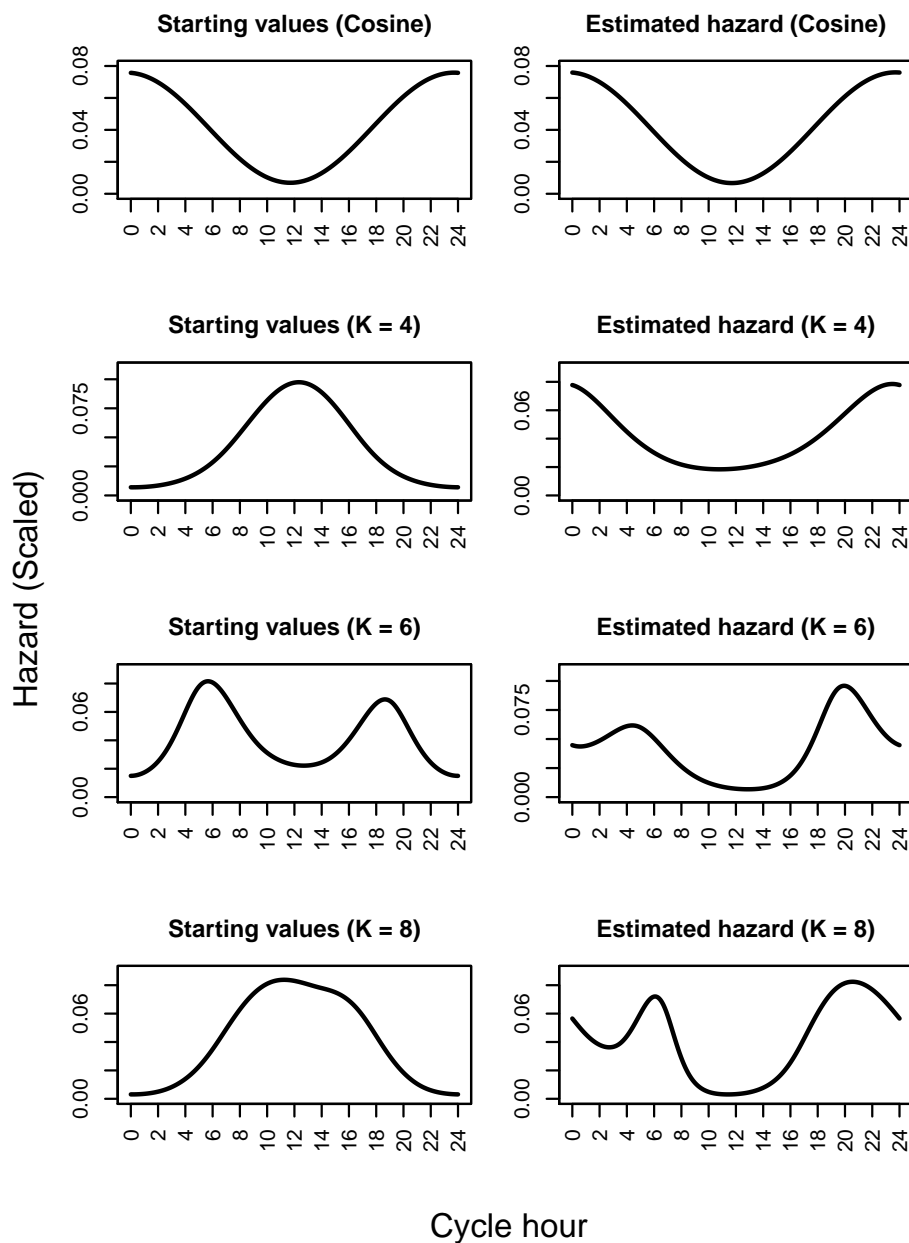 Starting values (Cosine)
Estimated hazard (Cosine)
0.00 0.04 0.08
0 2 4 6 8 10 12 14 16 18 20 22 24
0.00 0.04 0.08
0 2 4 6 8 10 12 14 16 18 20 22 24
Starting values (K = 4)
Estimated hazard (K = 4)
0.000 0.075
0 2 4 6 8 10 12 14 16 18 20 22 24
0.00 0.06
0 2 4 6 8 10 12 14 16 18 20 22 24
Hazard (Scaled)
Starting values (K = 6)
Estimated hazard (K = 6)
0.00 0.06
0 2 4 6 8 10 12 14 16 18 20 22 24
0.000 0.075
0 2 4 6 8 10 12 14 16 18 20 22 24
Starting values (K = 8)
Estimated hazard (K = 8)
0.00 0.06
0 2 4 6 8 10 12 14 16 18 20 22 24
0.00 0.06
0 2 4 6 8 10 12 14 16 18 20 22 24
Cycle hour